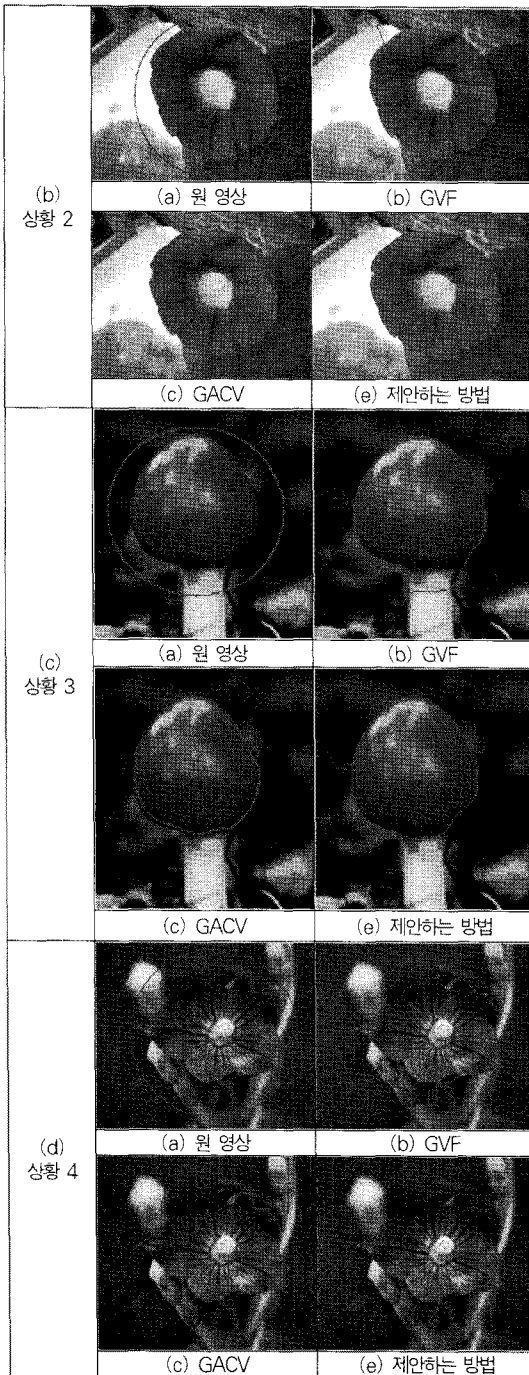 (b)
상황 2
(a) 원 영상
(b) GVF
(c) GACV
(e) 제안하는 방법
(c)
상황 3
(a) 원 영상
(b) GVF
(c) GACV
(e) 제안하는 방법
(d)
상황 4
(a) 원 영상
(b) GVF
(c) GACV
(e) 제안하는 방법